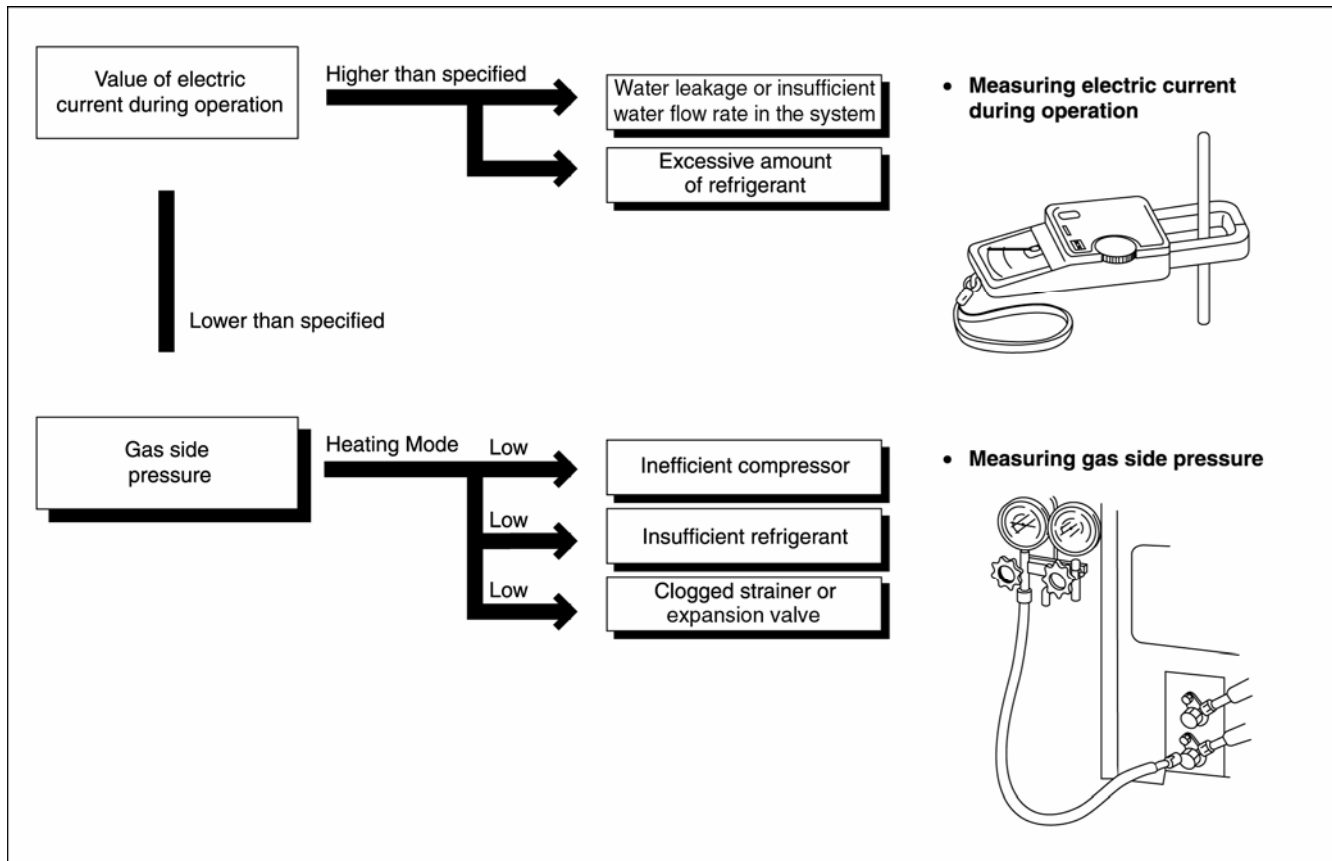 Value of electric
current during operation
Higher than specified
Water leakage or insufficient
water flow rate in the system
Excessive amount
of refrigerant
• Measuring electric current
during operation
Lower than specified
Gas side
pressure
Heating Mode
Low
Inefficient compressor
Low
Insufficient refrigerant
Low
Clogged strainer or
expansion valve
• Measuring gas side pressure